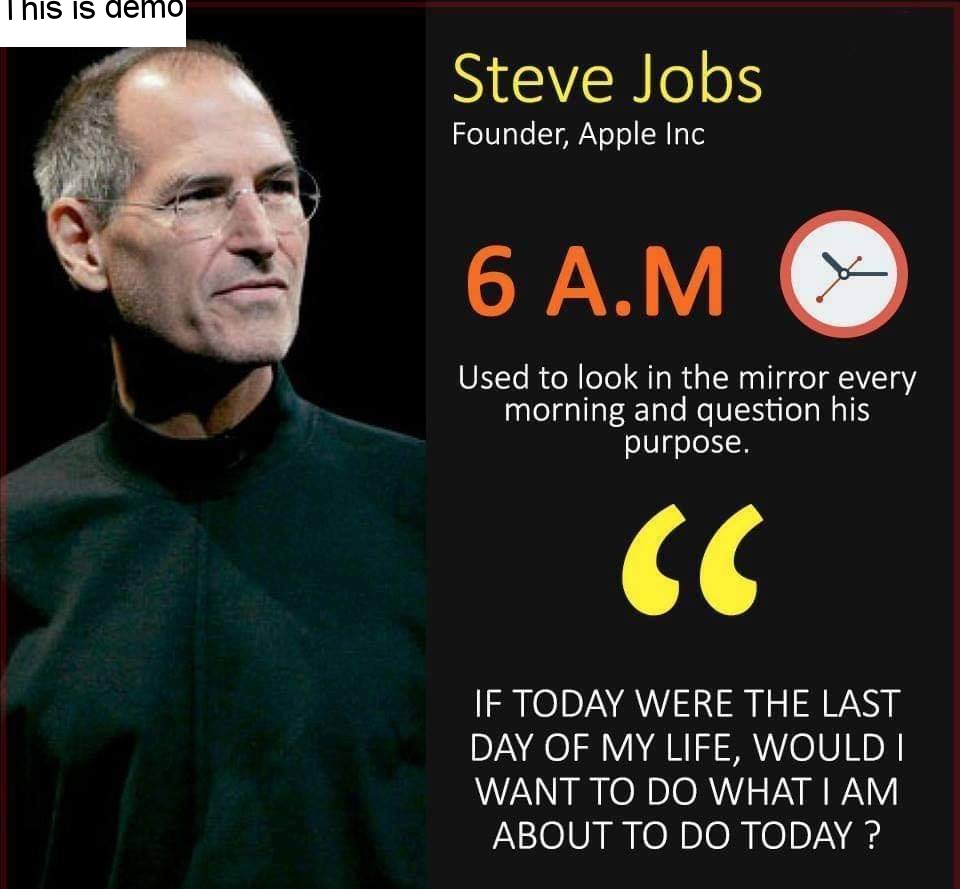 This is demo
Steve Jobs
Founder, Apple Inc
6 A.M
Used to look in the mirror every
morning and question his
purpose.
“
IF TODAY WERE THE LAST
DAY OF MY LIFE, WOULD I
WANT TO DO WHAT I AM
ABOUT TO DO TODAY ?